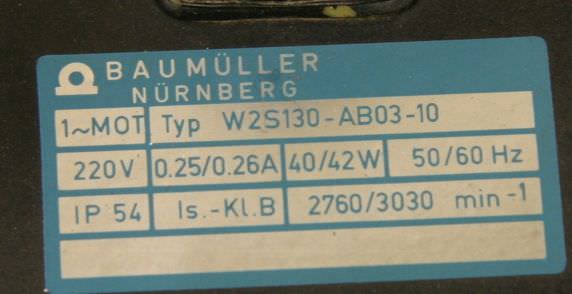 BAUMÜLLER
NÜRNBERG
1~MOT Typ W2S130-AB03-10
220V 0.25/0.26A 40/42W 50/60 Hz
IP 54 Is.-Kl.B 2760/3030 min -1